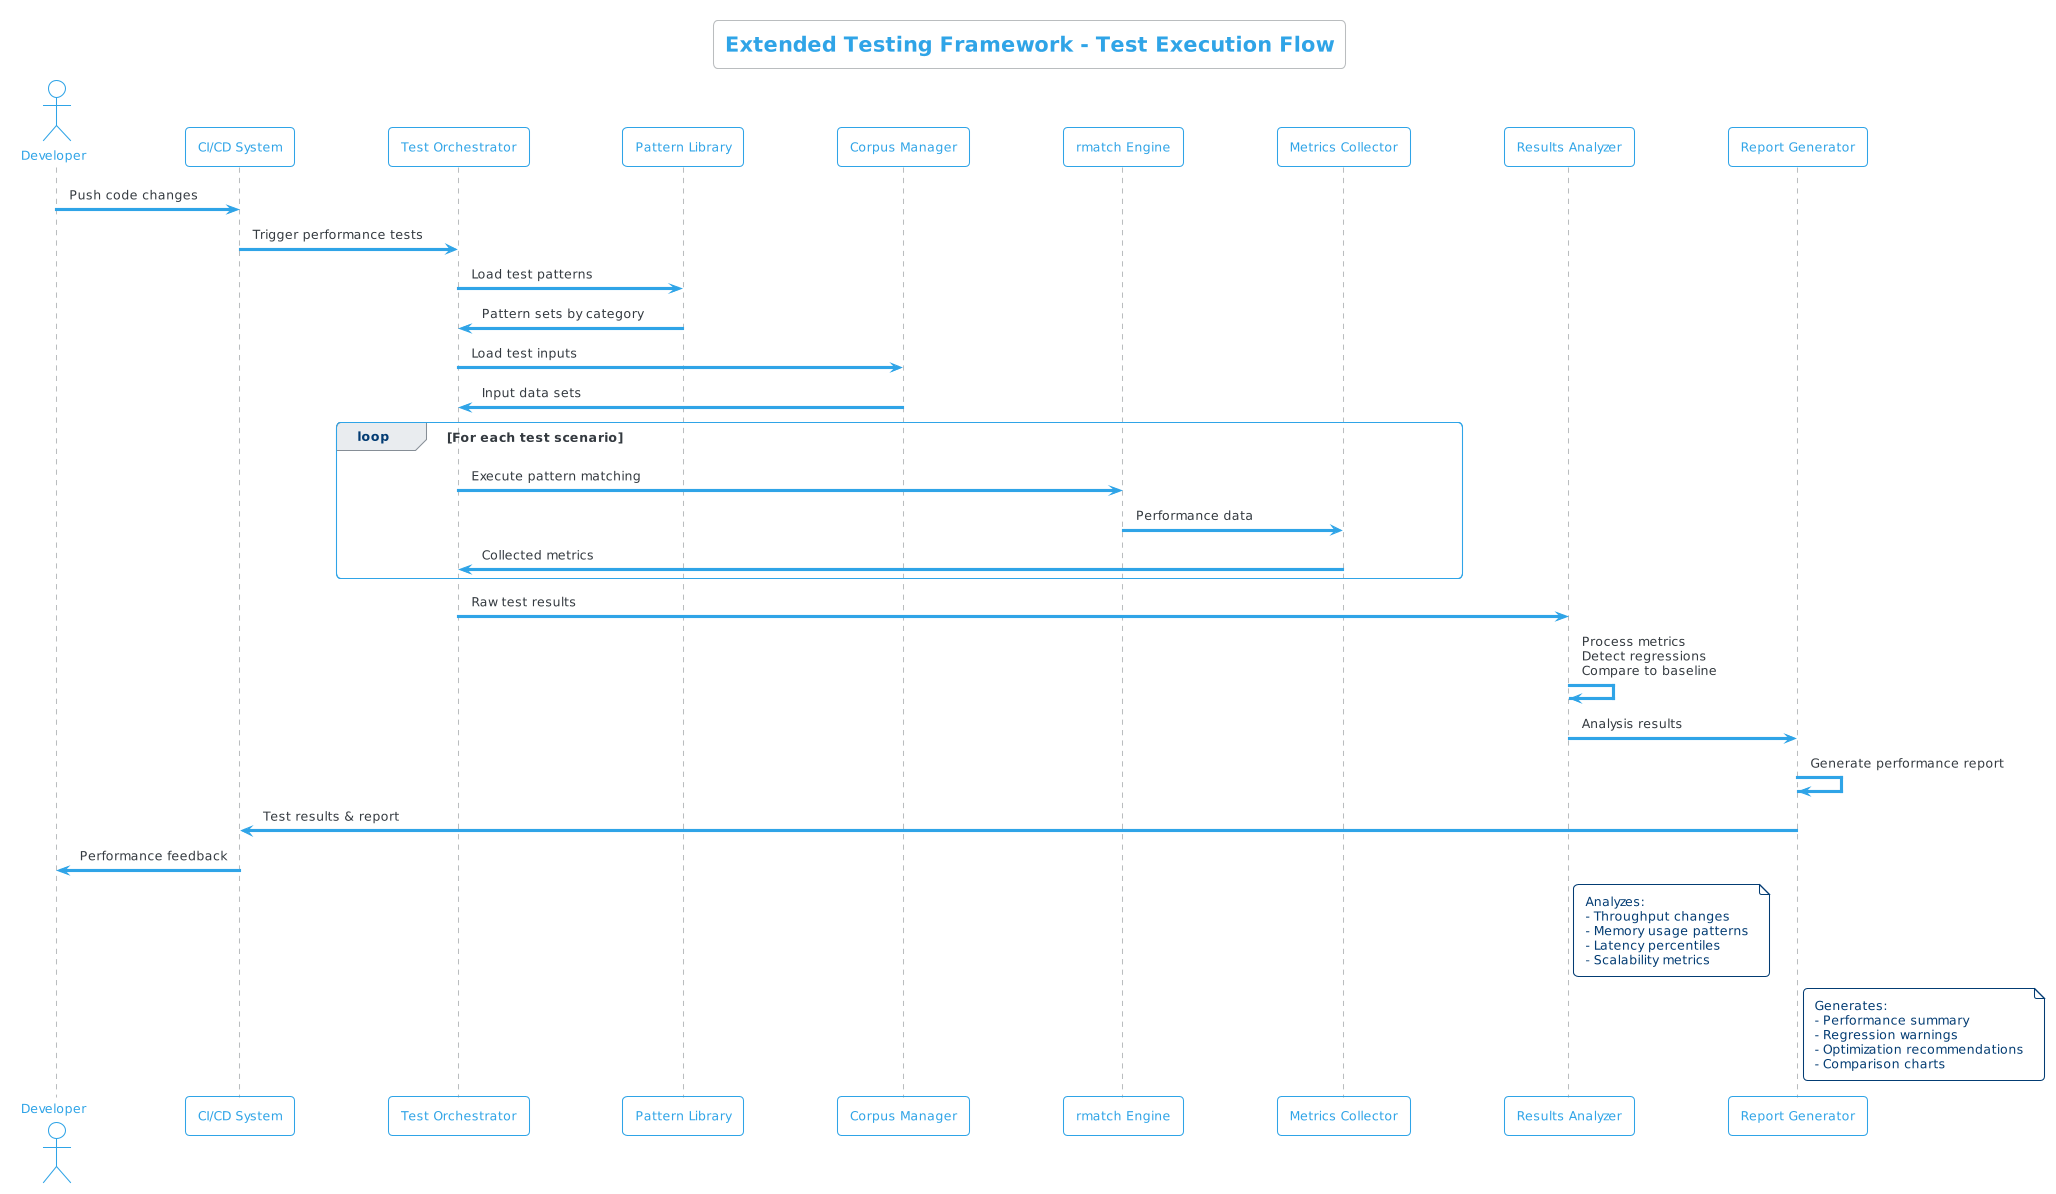 Extended Testing Framework - Test Execution Flow
Developer
CI/CD System
Test Orchestrator
Pattern Library
Corpus Manager
rmatch Engine
Metrics Collector
Results Analyzer
Report Generator
Push code changes
Trigger performance tests
Load test patterns
Pattern sets by category
Load test inputs
Input data sets
loop
[For each test scenario]
Execute pattern matching
Performance data
Collected metrics
Raw test results
Process metrics
Detect regressions
Compare to baseline
Analysis results
Generate performance report
Test results & report
Performance feedback
Analyzes:
- Throughput changes
- Memory usage patterns
- Latency percentiles
- Scalability metrics
Generates:
- Performance summary
- Regression warnings
- Optimization recommendations
- Comparison charts
Developer
CI/CD System
Test Orchestrator
Pattern Library
Corpus Manager
rmatch Engine
Metrics Collector
Results Analyzer
Report Generator